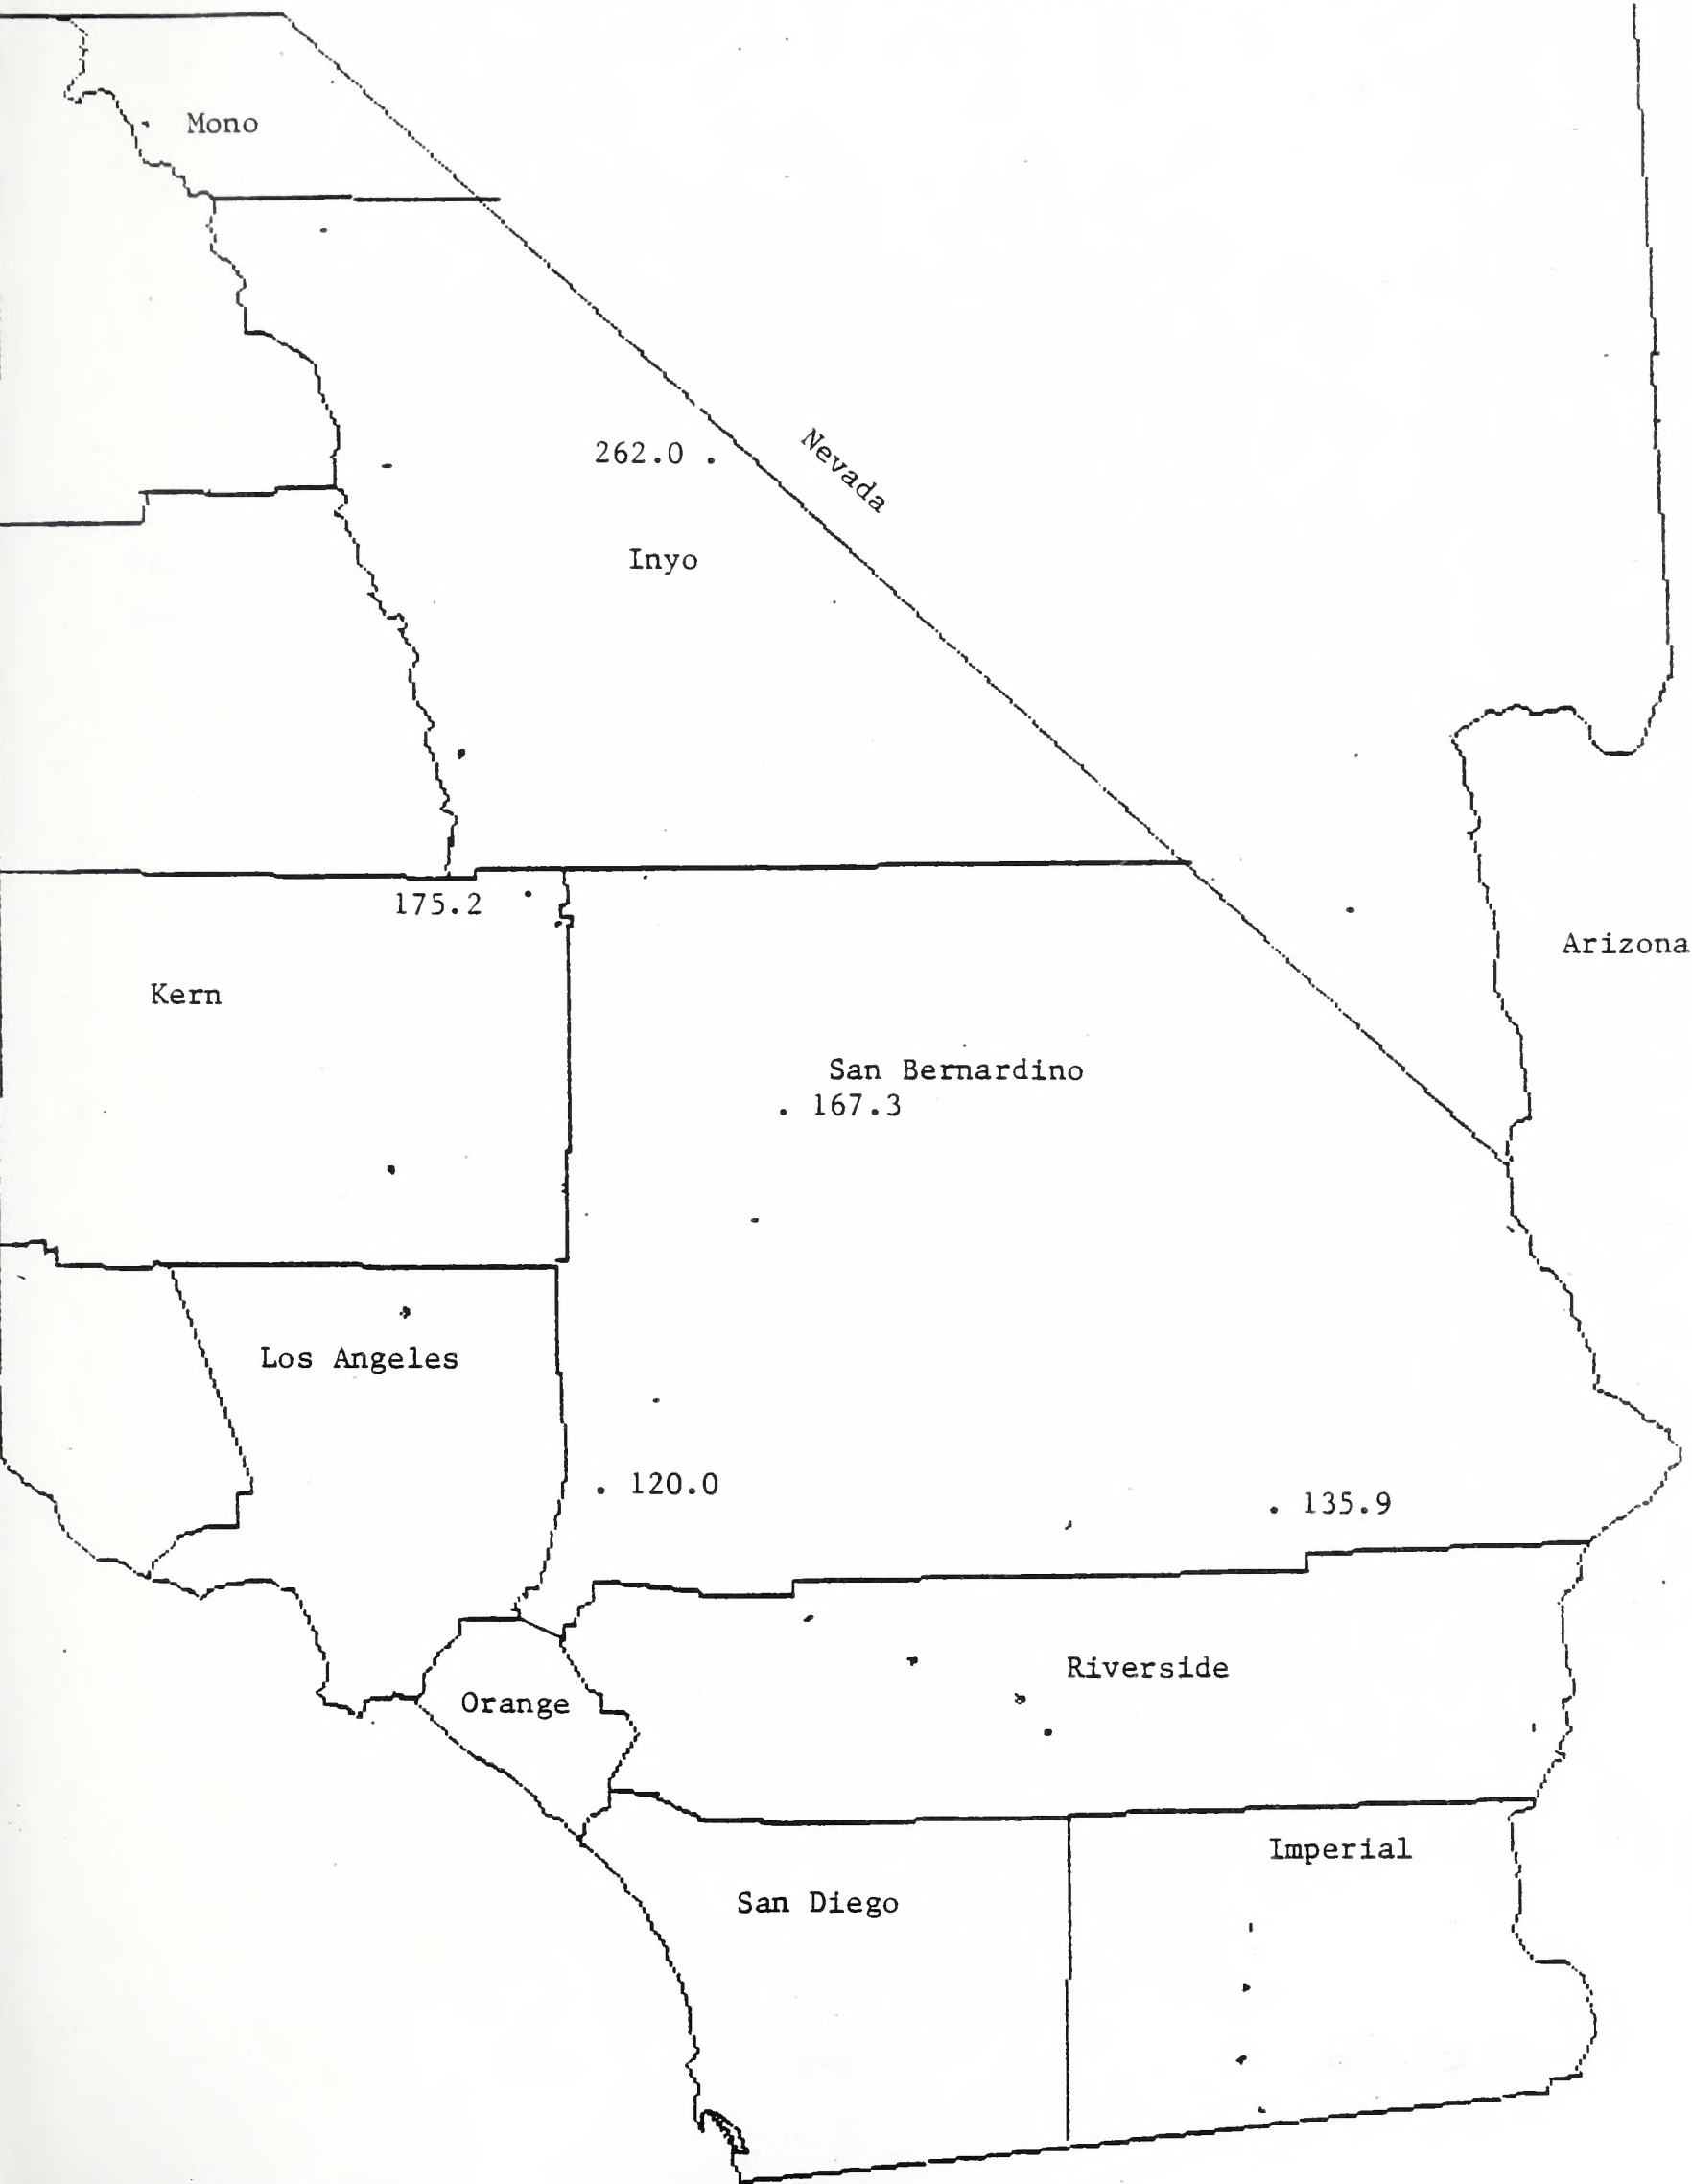 Mono
262.0 .
Nevada
Inyo
175.2
Arizona
Kern
San Bernardino
. 167.3
Los Angeles
. 120.0
. 135.9
Riverside
Orange
Imperial
San Diego